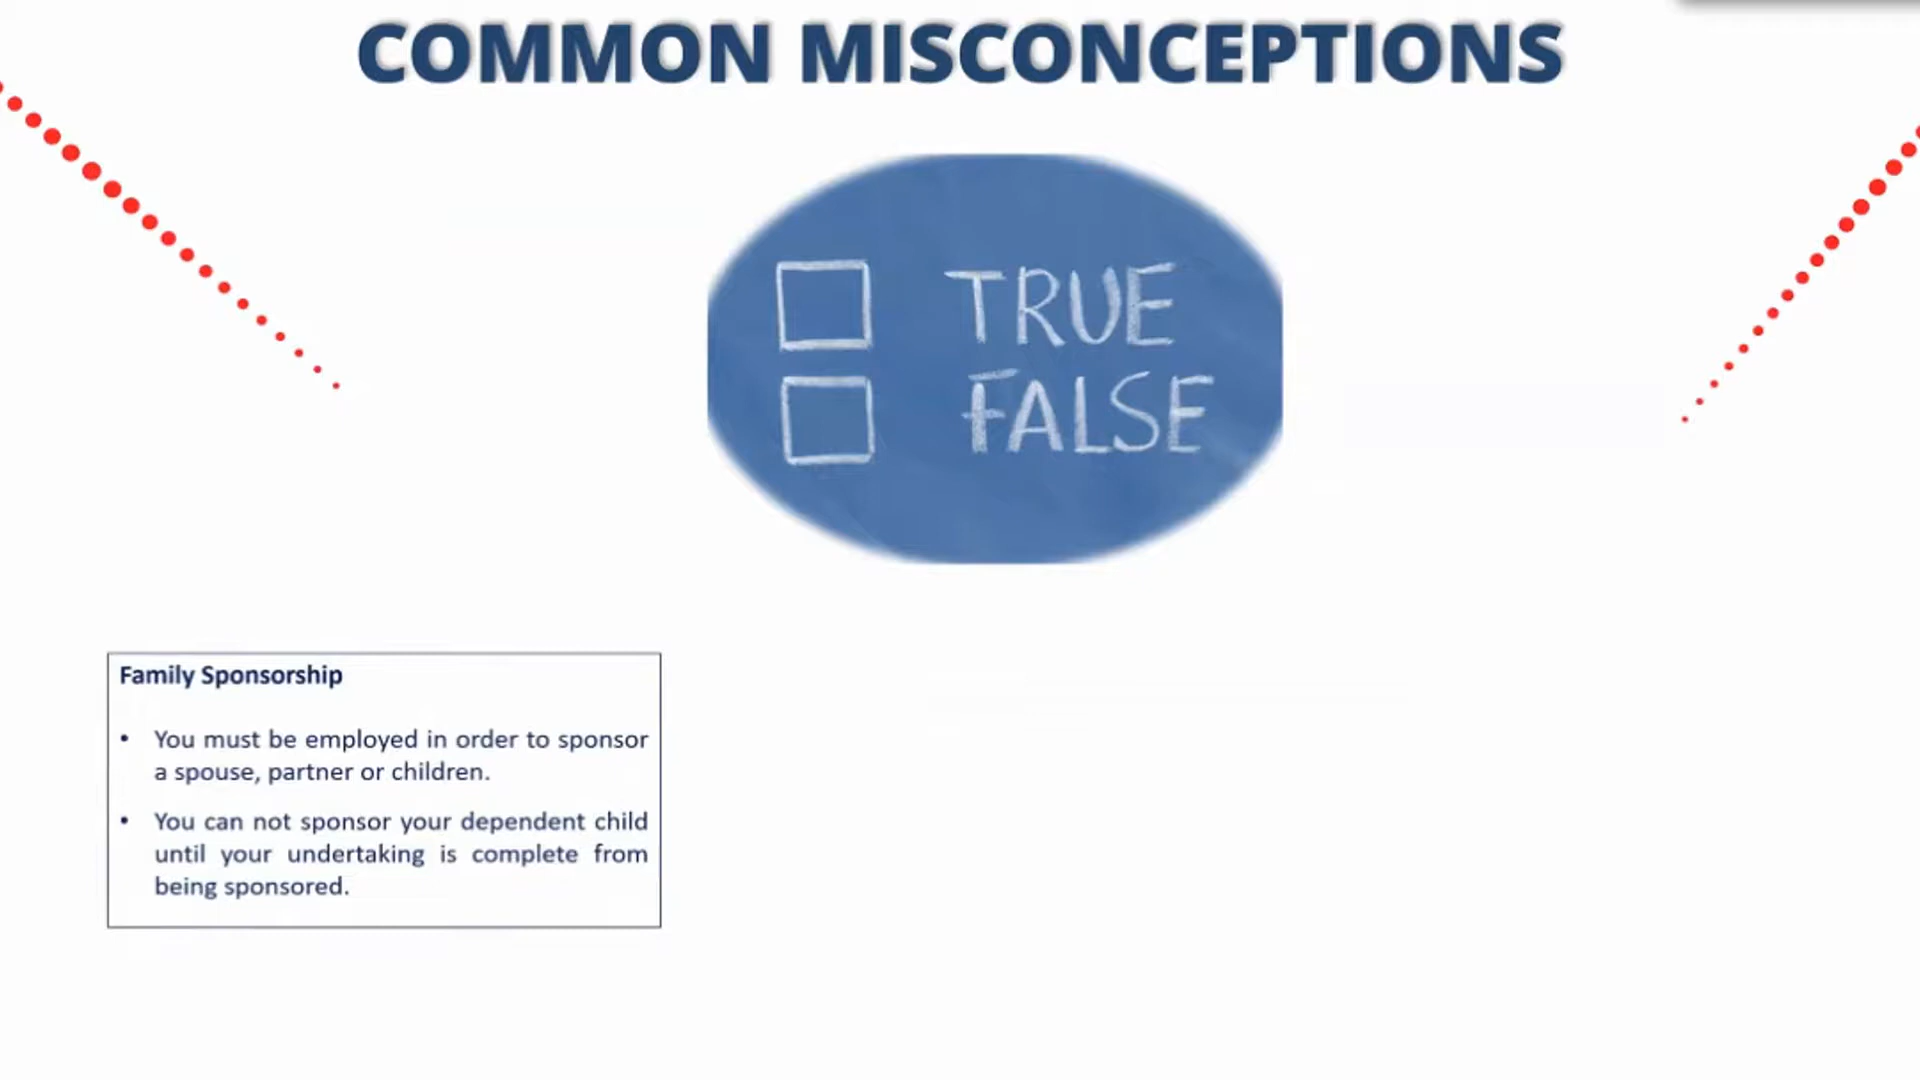 COMMON MISCONCEPTIONS
TRUE
FALSE
Family Sponsorship
• You must be employed in order to sponsor
a spouse, partner or children.
• You can not sponsor your dependent child
until your undertaking is complete from
being sponsored.